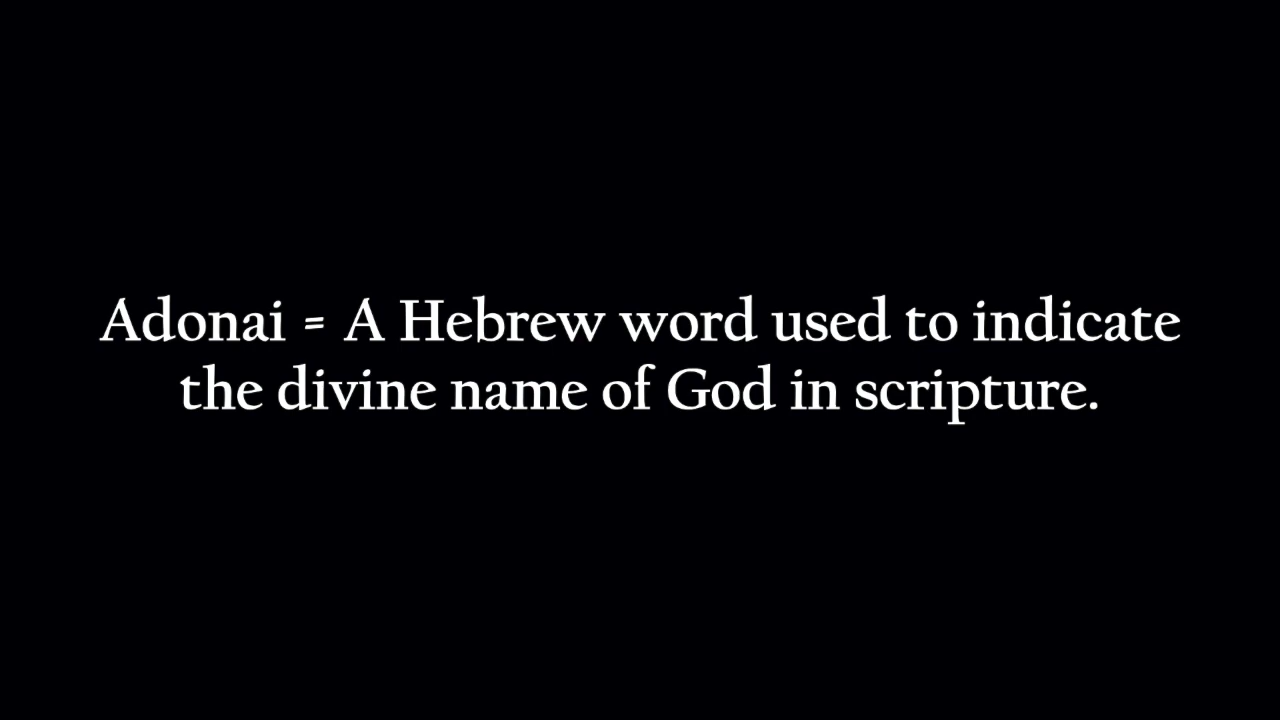 Adonai = A Hebrew word used to indicate
the divine name of God in scripture.